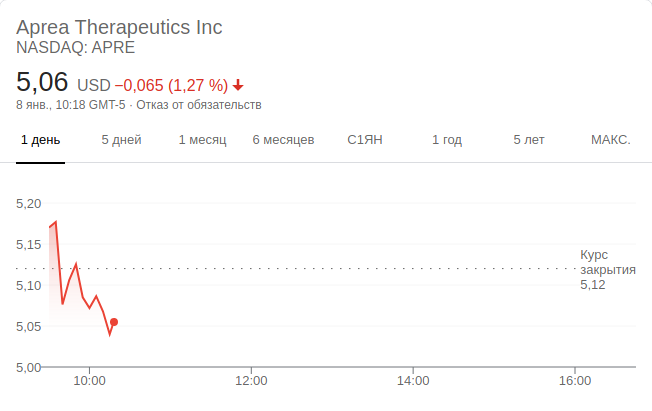 Aprea Therapeutics Inc
NASDAQ: APRE
5,06 USD −0,065 (1,27 %)
8 янв., 10:18 GMT-5 · Отказ от обязательств
1 день 5 дней 1 месяц 6 месяцев С1ЯН 1 год 5 лет МАКС.
5,20
5,15
5,10
5,05
5,00
Курс
закрытия
5,12
10:00 12:00 14:00 16:00